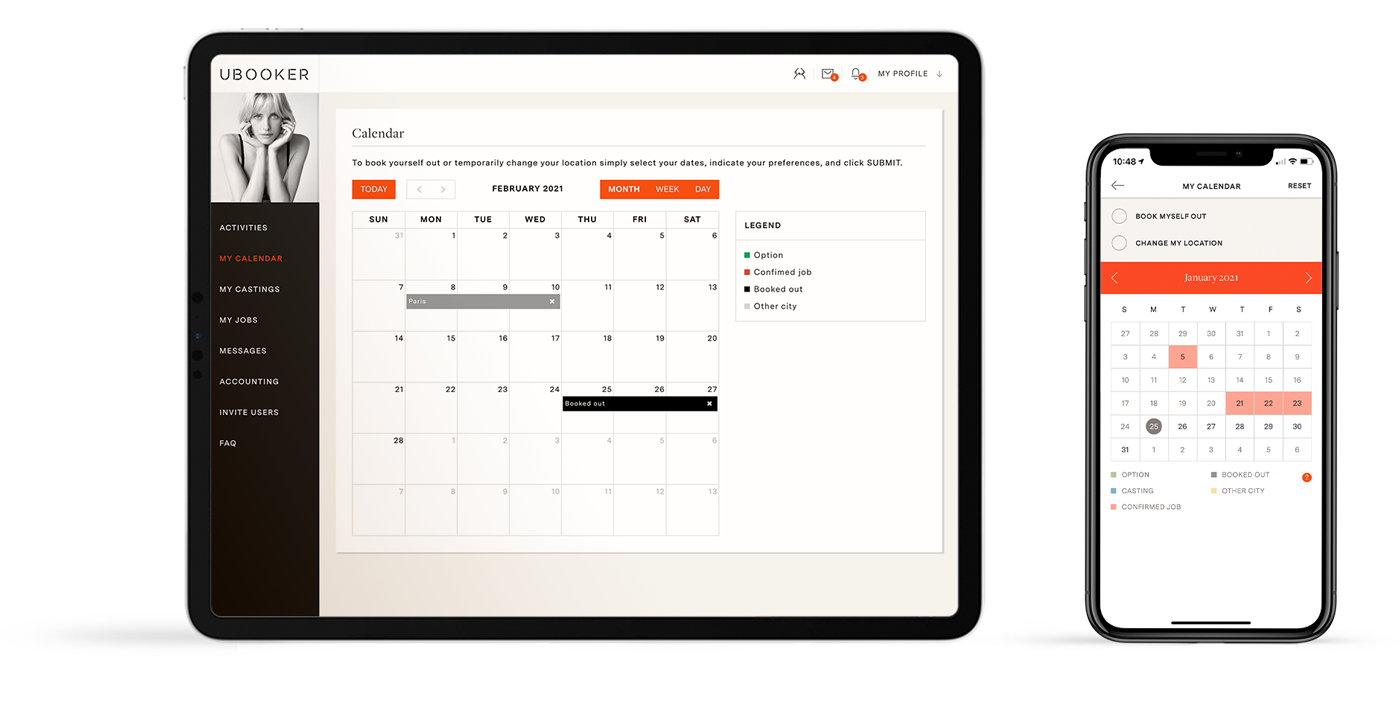 UBOOKER
MY PROFILE ↓
ACTIVITIES
MY CALENDAR
MY CASTINGS
MY JOBS
MESSAGES
ACCOUNTING
INVITE USERS
FAQ
Calendar
To book yourself out or temporarily change your location simply select your dates, indicate your preferences, and click SUBMIT.
TODAY < > FEBRUARY 2021 MONTH WEEK DAY
SUN MON TUE WED THU FRI SAT
31 1 2 3 4 5 6
7 8 9 10 11 12 13
Paris ×
14 15 16 17 18 19 20
21 22 23 24 25 26 27
Booked out ×
28 1 2 3 4 5 6
7 8 9 10 11 12 13
LEGEND
Option
Confimed job
Booked out
Other city
10:48
MY CALENDAR RESET
BOOK MYSELF OUT
CHANGE MY LOCATION
January 2021
S M T W T F S
27 28 29 30 31 1 2
3 4 5 6 7 8 9
10 11 12 13 14 15 16
17 18 19 20 21 22 23
24 25 26 27 28 29 30
31 1 2 3 4 5 6
OPTION BOOKED OUT ?
CASTING OTHER CITY
CONFIRMED JOB